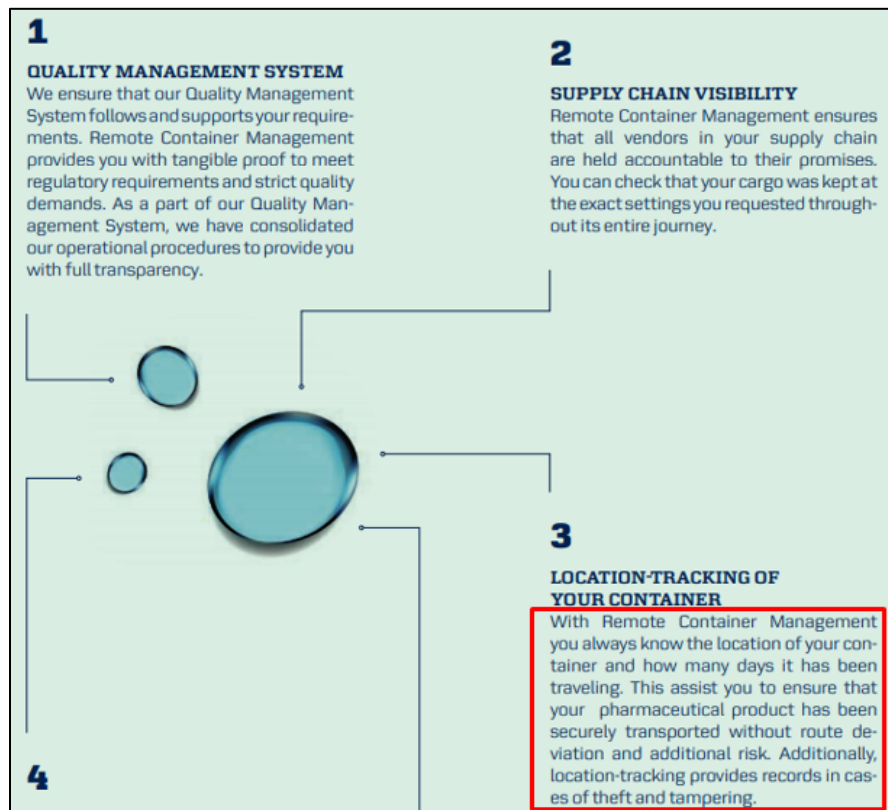 1
QUALITY MANAGEMENT SYSTEM
We ensure that our Quality Management
System follows and supports your require-
ments. Remote Container Management
provides you with tangible proof to meet
regulatory requirements and strict quality
demands. As a part of our Quality Man-
agement System, we have consolidated
our operational procedures to provide you
with full transparency.
2
SUPPLY CHAIN VISIBILITY
Remote Container Management ensures
that all vendors in your supply chain
are held accountable to their promises.
You can check that your cargo was kept at
the exact settings you requested through-
out its entire journey.
3
LOCATION-TRACKING OF
YOUR CONTAINER
With Remote Container Management
you always know the location of your con-
tainer and how many days it has been
traveling. This assist you to ensure that
your pharmaceutical product has been
securely transported without route de-
viation and additional risk. Additionally,
location-tracking provides records in cas-
es of theft and tampering.
4